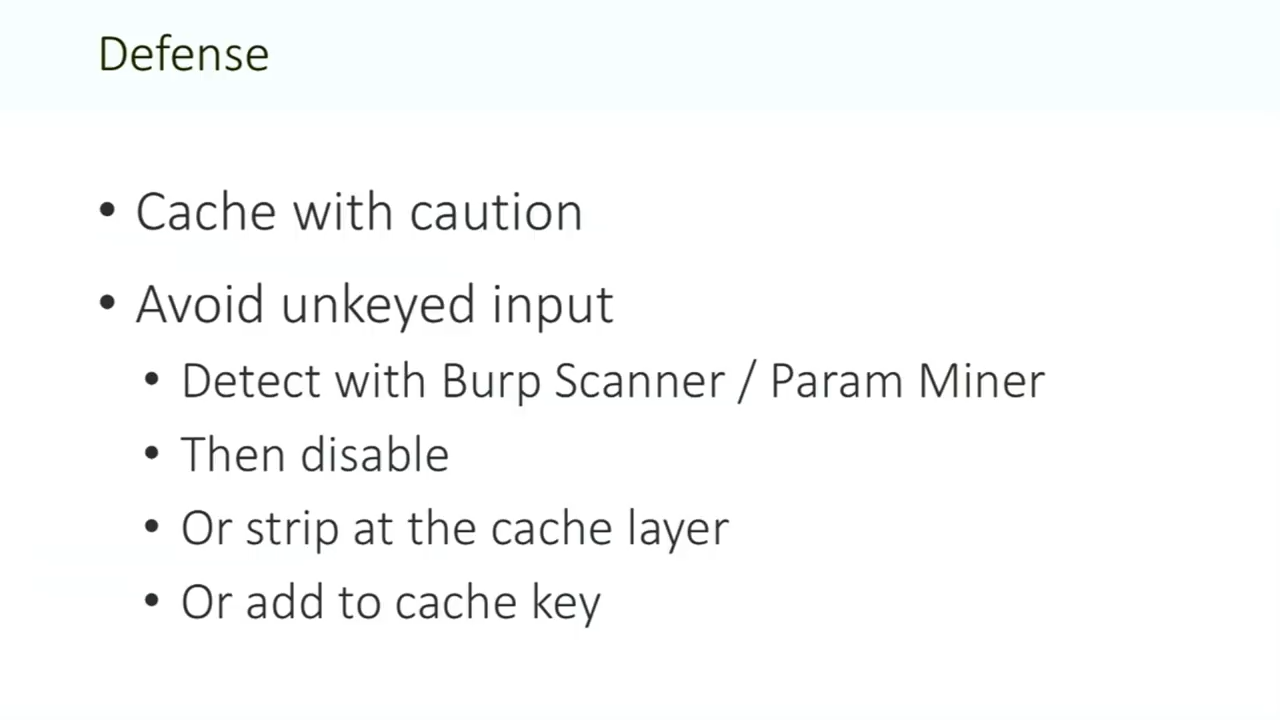 Defense
• Cache with caution
• Avoid unkeyed input
• Detect with Burp Scanner / Param Miner
• Then disable
• Or strip at the cache layer
• Or add to cache key